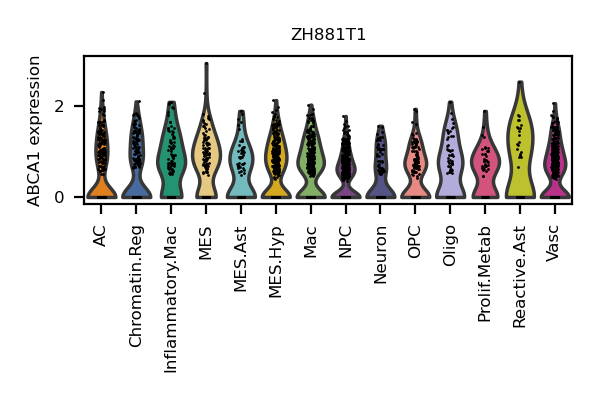 ZH881T1
ABCA1 expression
2
0
AC
Chromatin.Reg
Inflammatory.Mac
MES
MES.Ast
MES.Hyp
Mac
NPC
Neuron
OPC
Oligo
Prolif.Metab
Reactive.Ast
Vasc